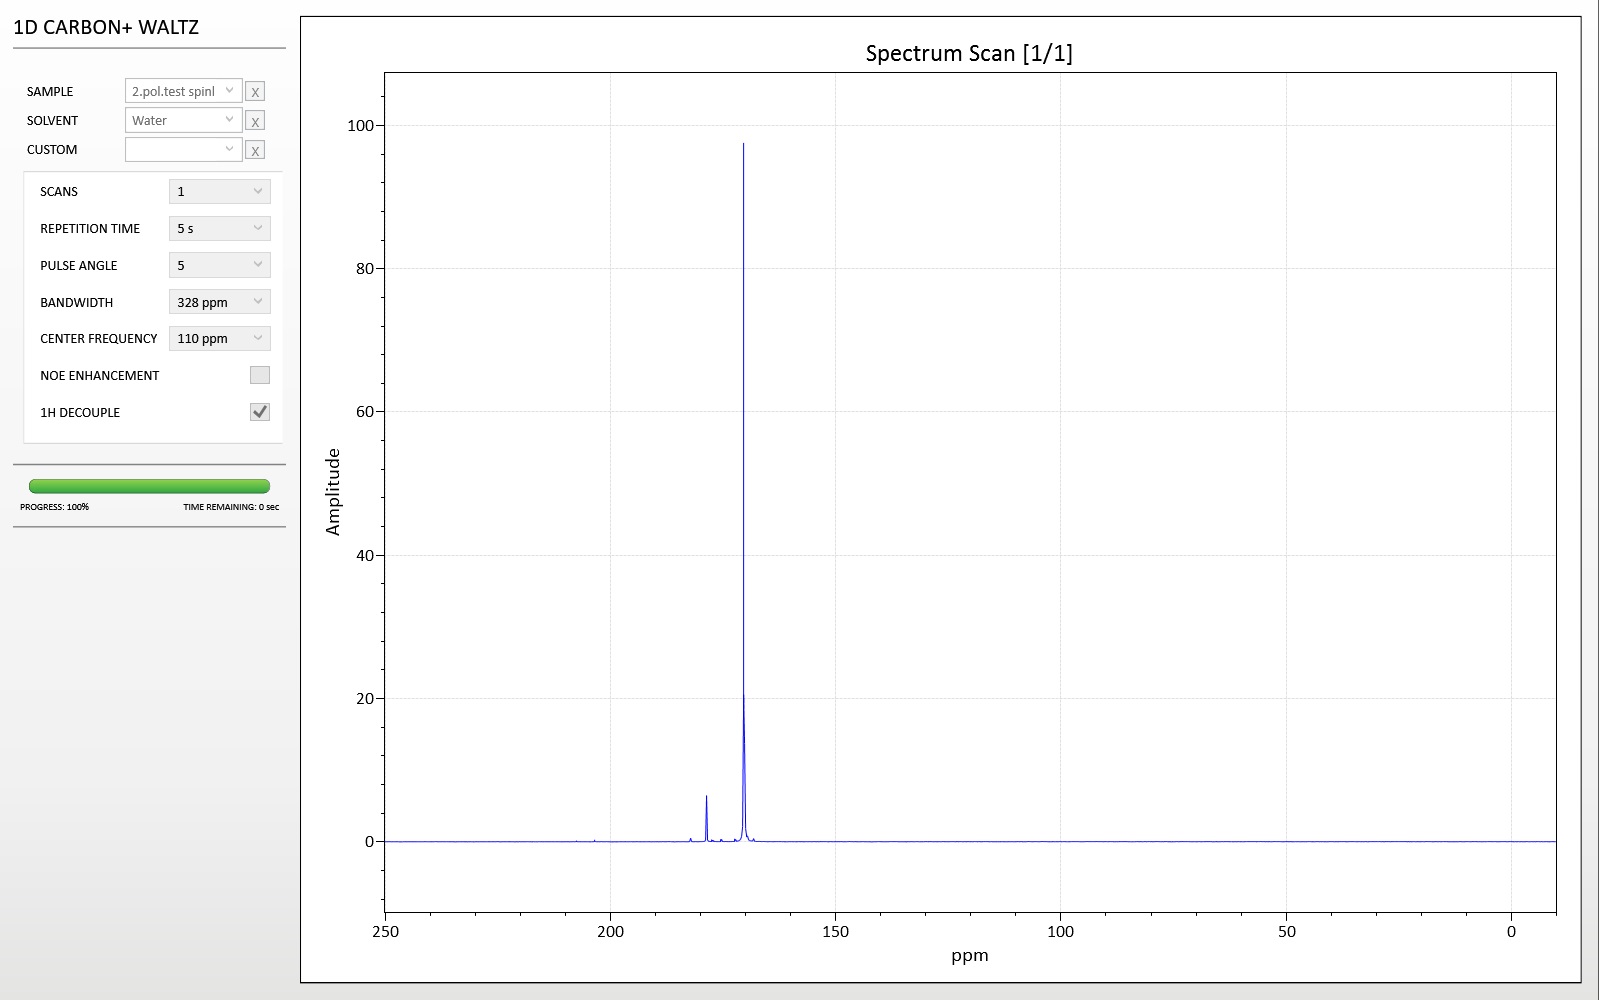 1D CARBON+ WALTZ
SAMPLE 2.pol.test spinl X
SOLVENT Water X
CUSTOM X
SCANS 1
REPETITION TIME 5 s
PULSE ANGLE 5
BANDWIDTH 328 ppm
CENTER FREQUENCY 110 ppm
NOE ENHANCEMENT
1H DECOUPLE
PROGRESS: 100% TIME REMAINING: 0 sec
Spectrum Scan [1/1]
100
80
60
40
20
0
Amplitude
250 200 150 100 50 0
ppm